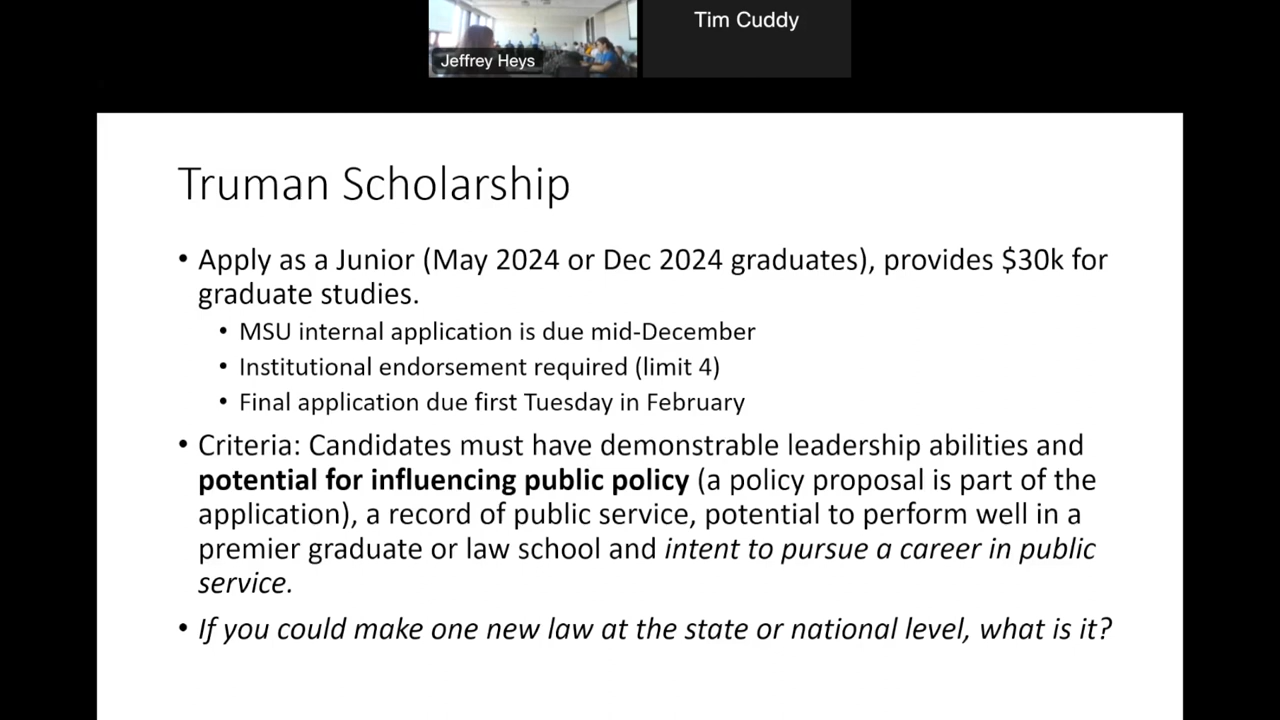 Tim Cuddy
Jeffrey Heys
Truman Scholarship
• Apply as a Junior (May 2024 or Dec 2024 graduates), provides $30k for
graduate studies.
• MSU internal application is due mid-December
• Institutional endorsement required (limit 4)
• Final application due first Tuesday in February
• Criteria: Candidates must have demonstrable leadership abilities and
potential for influencing public policy (a policy proposal is part of the
application), a record of public service, potential to perform well in a
premier graduate or law school and intent to pursue a career in public
service.
• If you could make one new law at the state or national level, what is it?